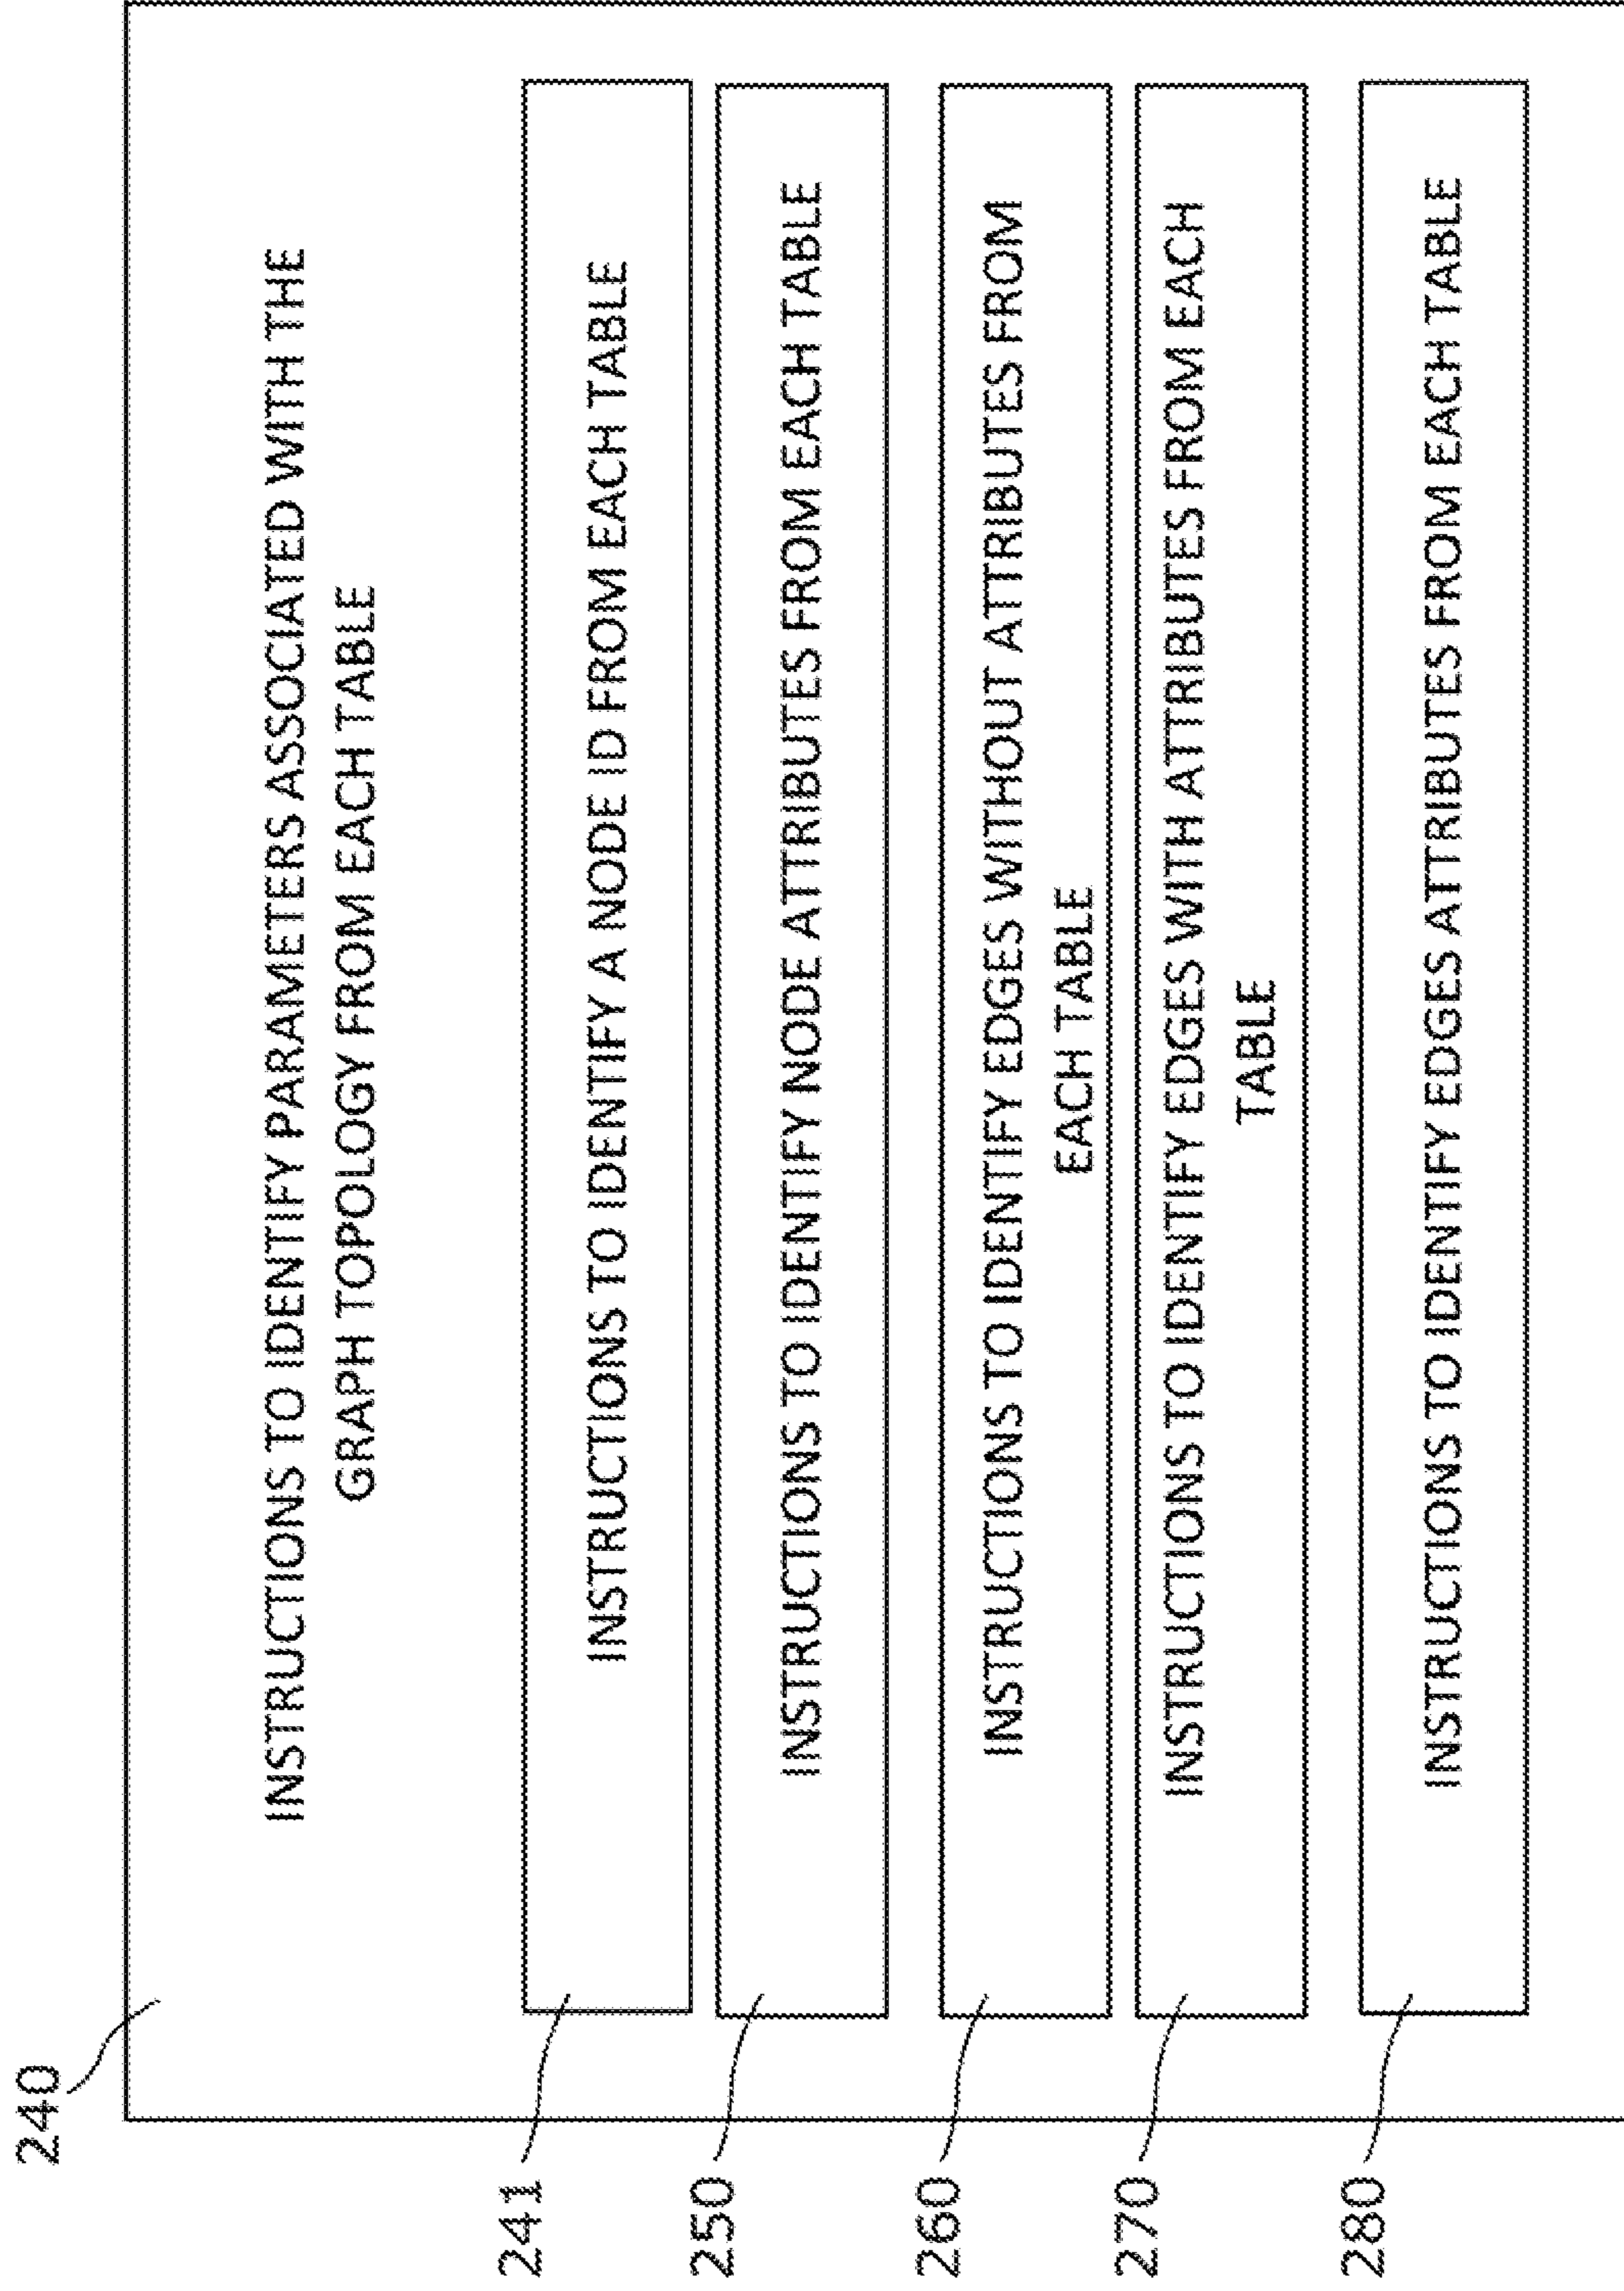 240
INSTRUCTIONS TO IDENTIFY PARAMETERS ASSOCIATED WITH THE
GRAPH TOPOLOGY FROM EACH TABLE
241
INSTRUCTIONS TO IDENTIFY A NODE ID FROM EACH TABLE
250
INSTRUCTIONS TO IDENTIFY NODE ATTRIBUTES FROM EACH TABLE
260
INSTRUCTIONS TO IDENTIFY EDGES WITHOUT ATTRIBUTES FROM
EACH TABLE
270
INSTRUCTIONS TO IDENTIFY EDGES WITH ATTRIBUTES FROM EACH
TABLE
280
INSTRUCTIONS TO IDENTIFY EDGES ATTRIBUTES FROM EACH TABLE